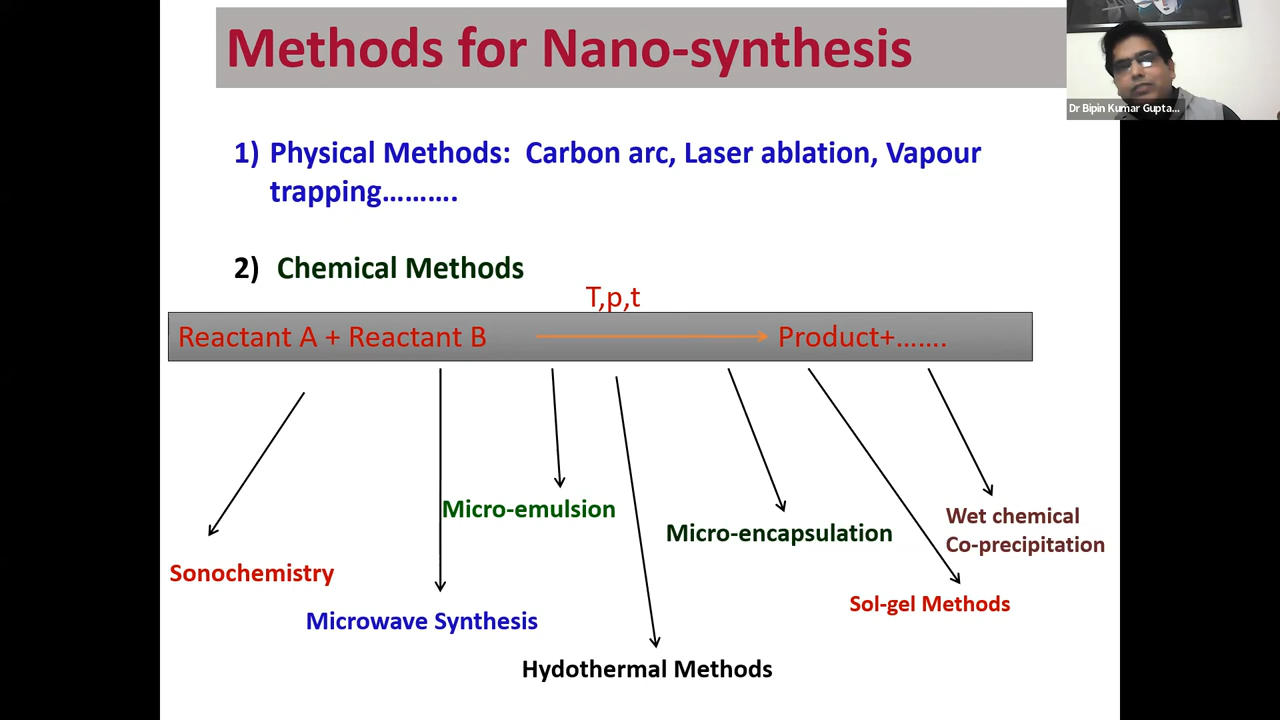 Methods for Nano-synthesis
Dr Bipin Kumar Gupta...
1) Physical Methods: Carbon arc, Laser ablation, Vapour
trapping……….
2) Chemical Methods
T,p,t
Reactant A + Reactant B
Product+…….
Micro-emulsion
Micro-encapsulation
Wet chemical
Co-precipitation
Sonochemistry
Sol-gel Methods
Microwave Synthesis
Hydothermal Methods